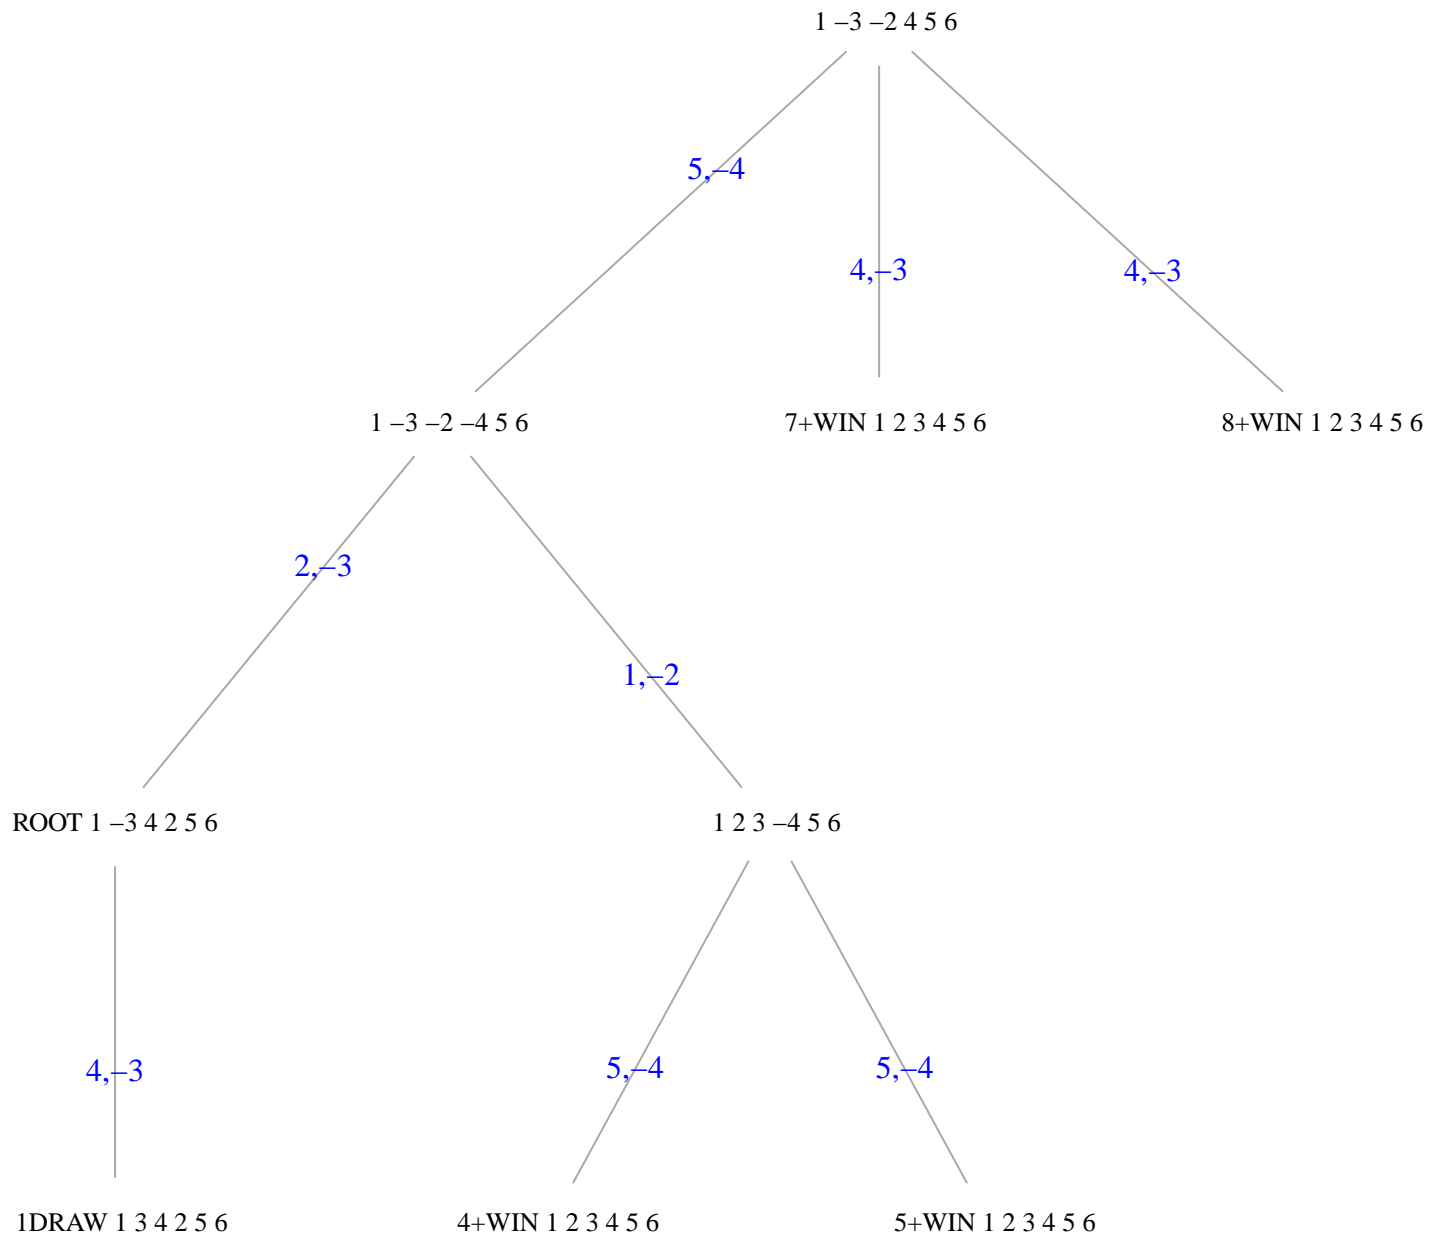 1 –3 –2 4 5 6
5,–4
4,–3
4,–3
1 –3 –2 –4 5 6
7+WIN 1 2 3 4 5 6
8+WIN 1 2 3 4 5 6
2,–3
1,–2
ROOT 1 –3 4 2 5 6
1 2 3 –4 5 6
4,–3
5,–4
5,–4
1DRAW 1 3 4 2 5 6
4+WIN 1 2 3 4 5 6
5+WIN 1 2 3 4 5 6